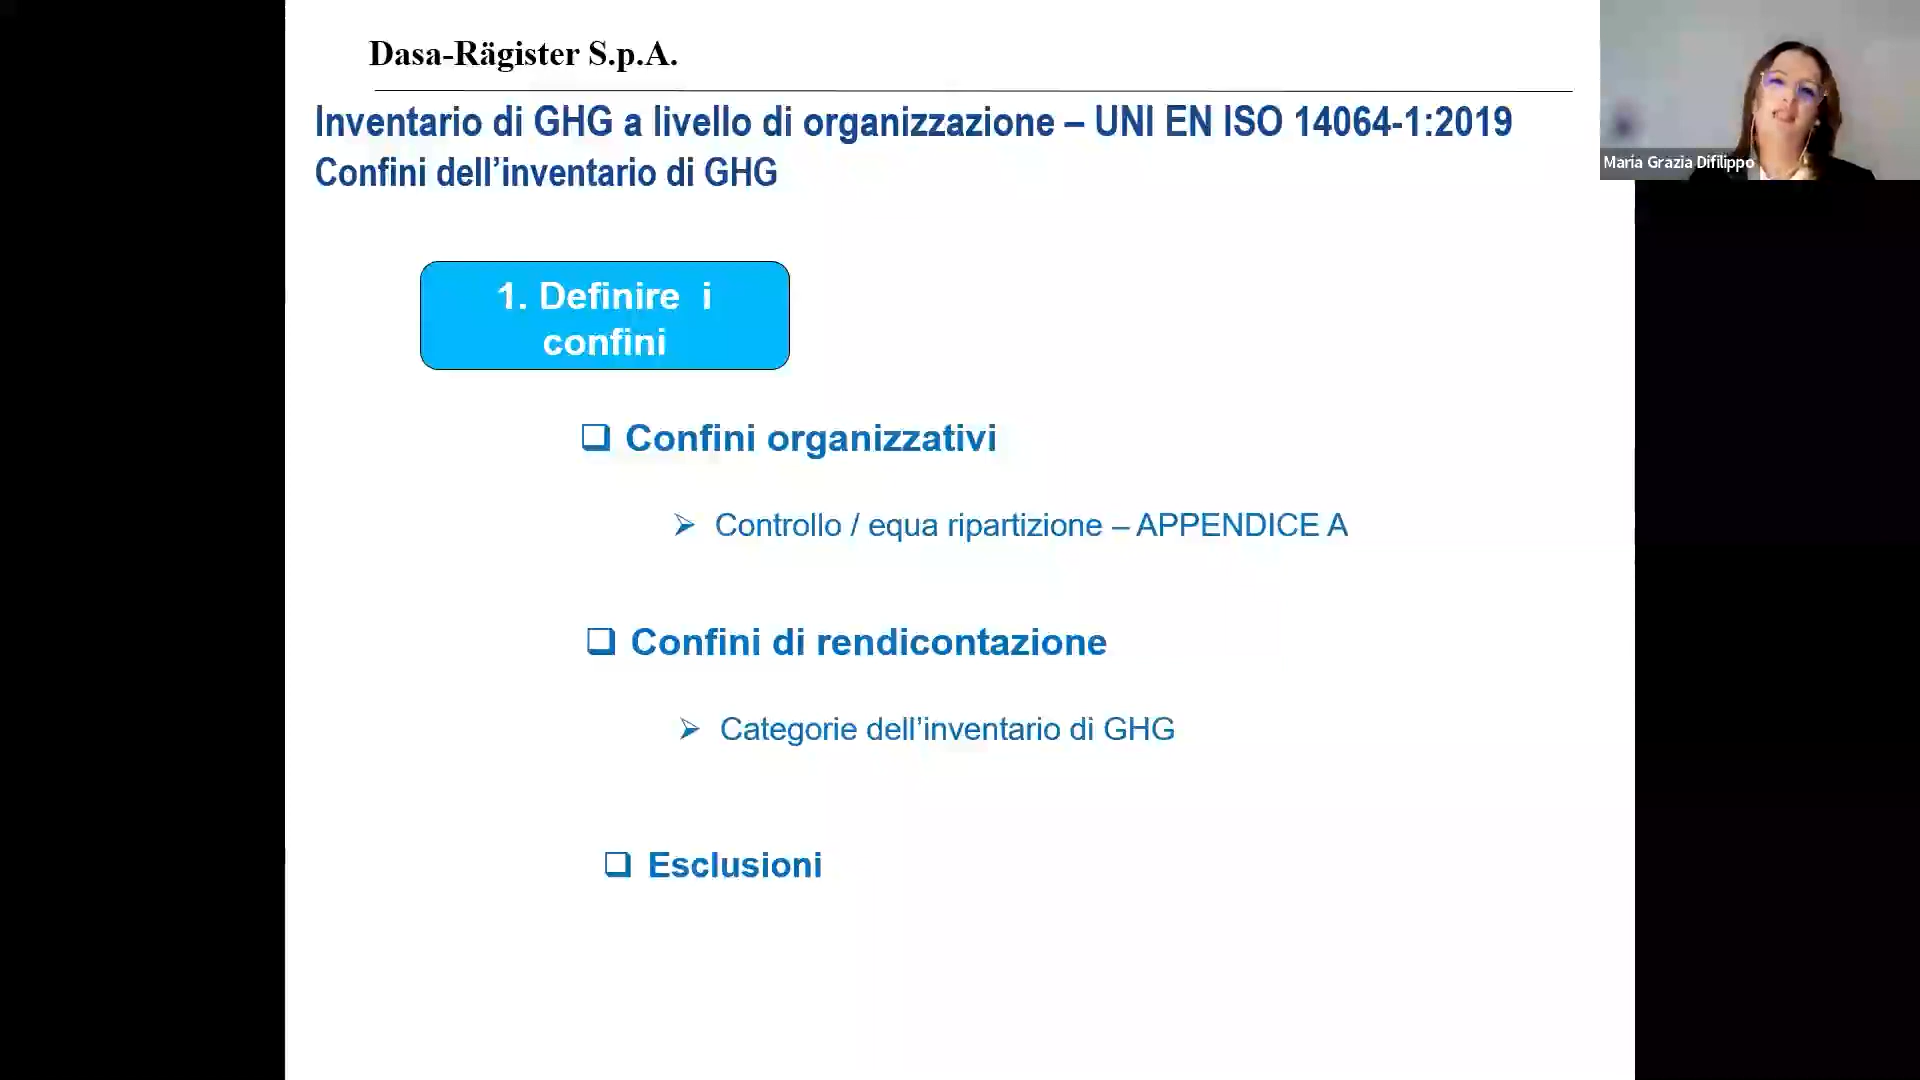 Dasa-Rägister S.p.A.
Inventario di GHG a livello di organizzazione – UNI EN ISO 14064-1:2019
Confini dell’inventario di GHG
Maria Grazia Difilippo
1. Definire i
confini
Confini organizzativi
Controllo / equa ripartizione – APPENDICE A
Confini di rendicontazione
Categorie dell’inventario di GHG
Esclusioni